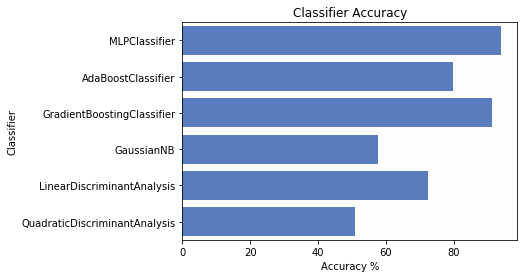 Classifier Accuracy
Classifier
MLPClassifier
AdaBoostClassifier
GradientBoostingClassifier
GaussianNB
LinearDiscriminantAnalysis
QuadraticDiscriminantAnalysis
0 20 40 60 80
Accuracy %